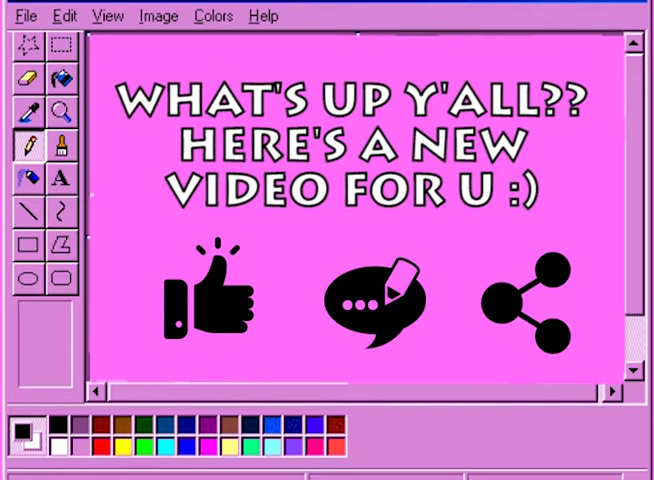 File Edit View Image Colors Help
WHAT'S UP Y'ALL??
HERE'S A NEW
VIDEO FOR U :)
A